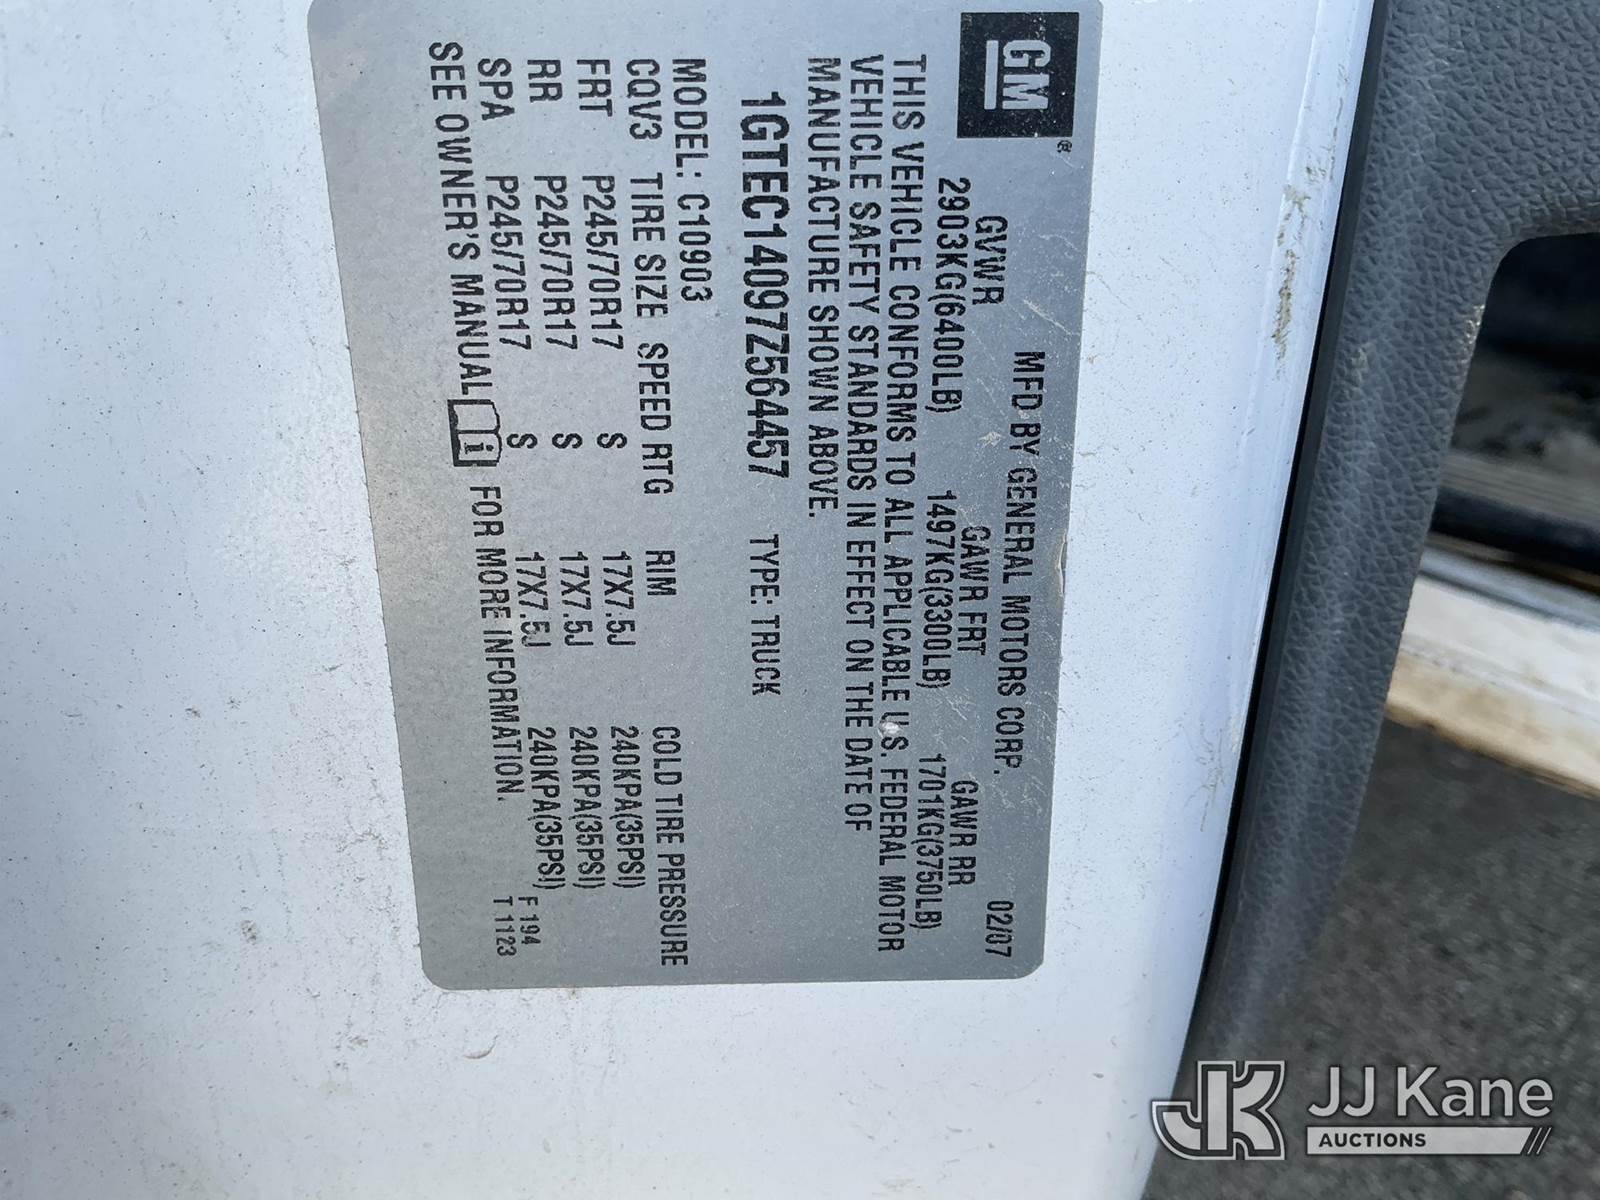 GM®
MFD BY GENERAL MOTORS CORP. 02/07
GVWR GAWR FRT GAWR RR
2903KG(6400LB) 1497KG(3300LB) 1701KG(3750LB)
THIS VEHICLE CONFORMS TO ALL APPLICABLE U.S. FEDERAL MOTOR
VEHICLE SAFETY STANDARDS IN EFFECT ON THE DATE OF
MANUFACTURE SHOWN ABOVE.
1GTEC14097Z564457 TYPE: TRUCK
MODEL: C10903
CQV3 TIRE SIZE SPEED RTG RIM COLD TIRE PRESSURE
FRT P245/70R17 S 17X7.5J 240KPA(35PSI)
RR P245/70R17 S 17X7.5J 240KPA(35PSI)
SPA P245/70R17 S 17X7.5J 240KPA(35PSI) F 194
SEE OWNER'S MANUAL i FOR MORE INFORMATION. T 1123
JK JJ Kane
AUCTIONS